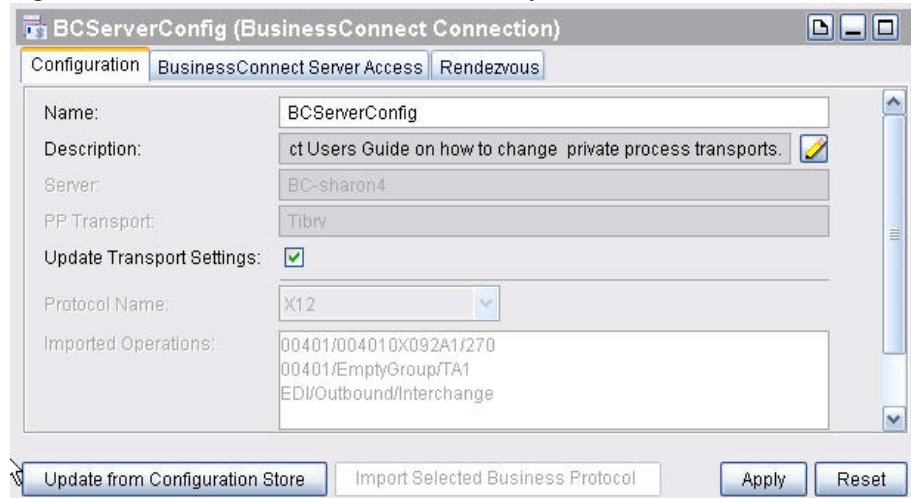 BCServerConfig (BusinessConnect Connection)
Configuration BusinessConnect Server Access Rendezvous
Name: BCServerConfig
Description: ct Users Guide on how to change private process transports.
Server: BC-sharon4
PP Transport: Tibrv
Update Transport Settings:
Protocol Name: X12
Imported Operations: 00401/004010X092A1/270
00401/EmptyGroup/TA1
EDI/Outbound/Interchange
Update from Configuration Store Import Selected Business Protocol Apply Reset